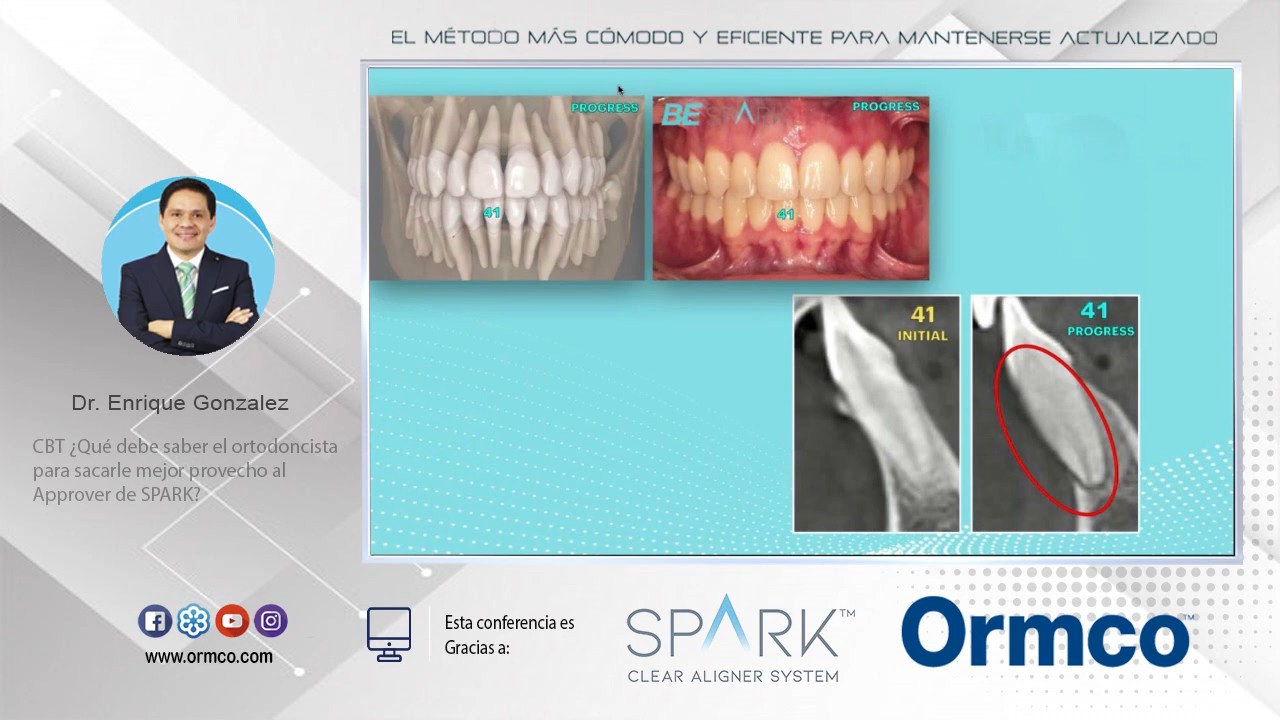 EL MÉTODO MÁS CÓMODO Y EFICIENTE PARA MANTENERSE ACTUALIZADO
PROGRESS
41
BE SPARK
PROGRESS
41
41
INITIAL
41
PROGRESS
Dr. Enrique Gonzalez
CBT ¿Qué debe saber el ortodoncista
para sacarle mejor provecho al
Approver de SPARK?
www.ormco.com
Esta conferencia es
Gracias a:
SPARK™
CLEAR ALIGNER SYSTEM
Ormco™